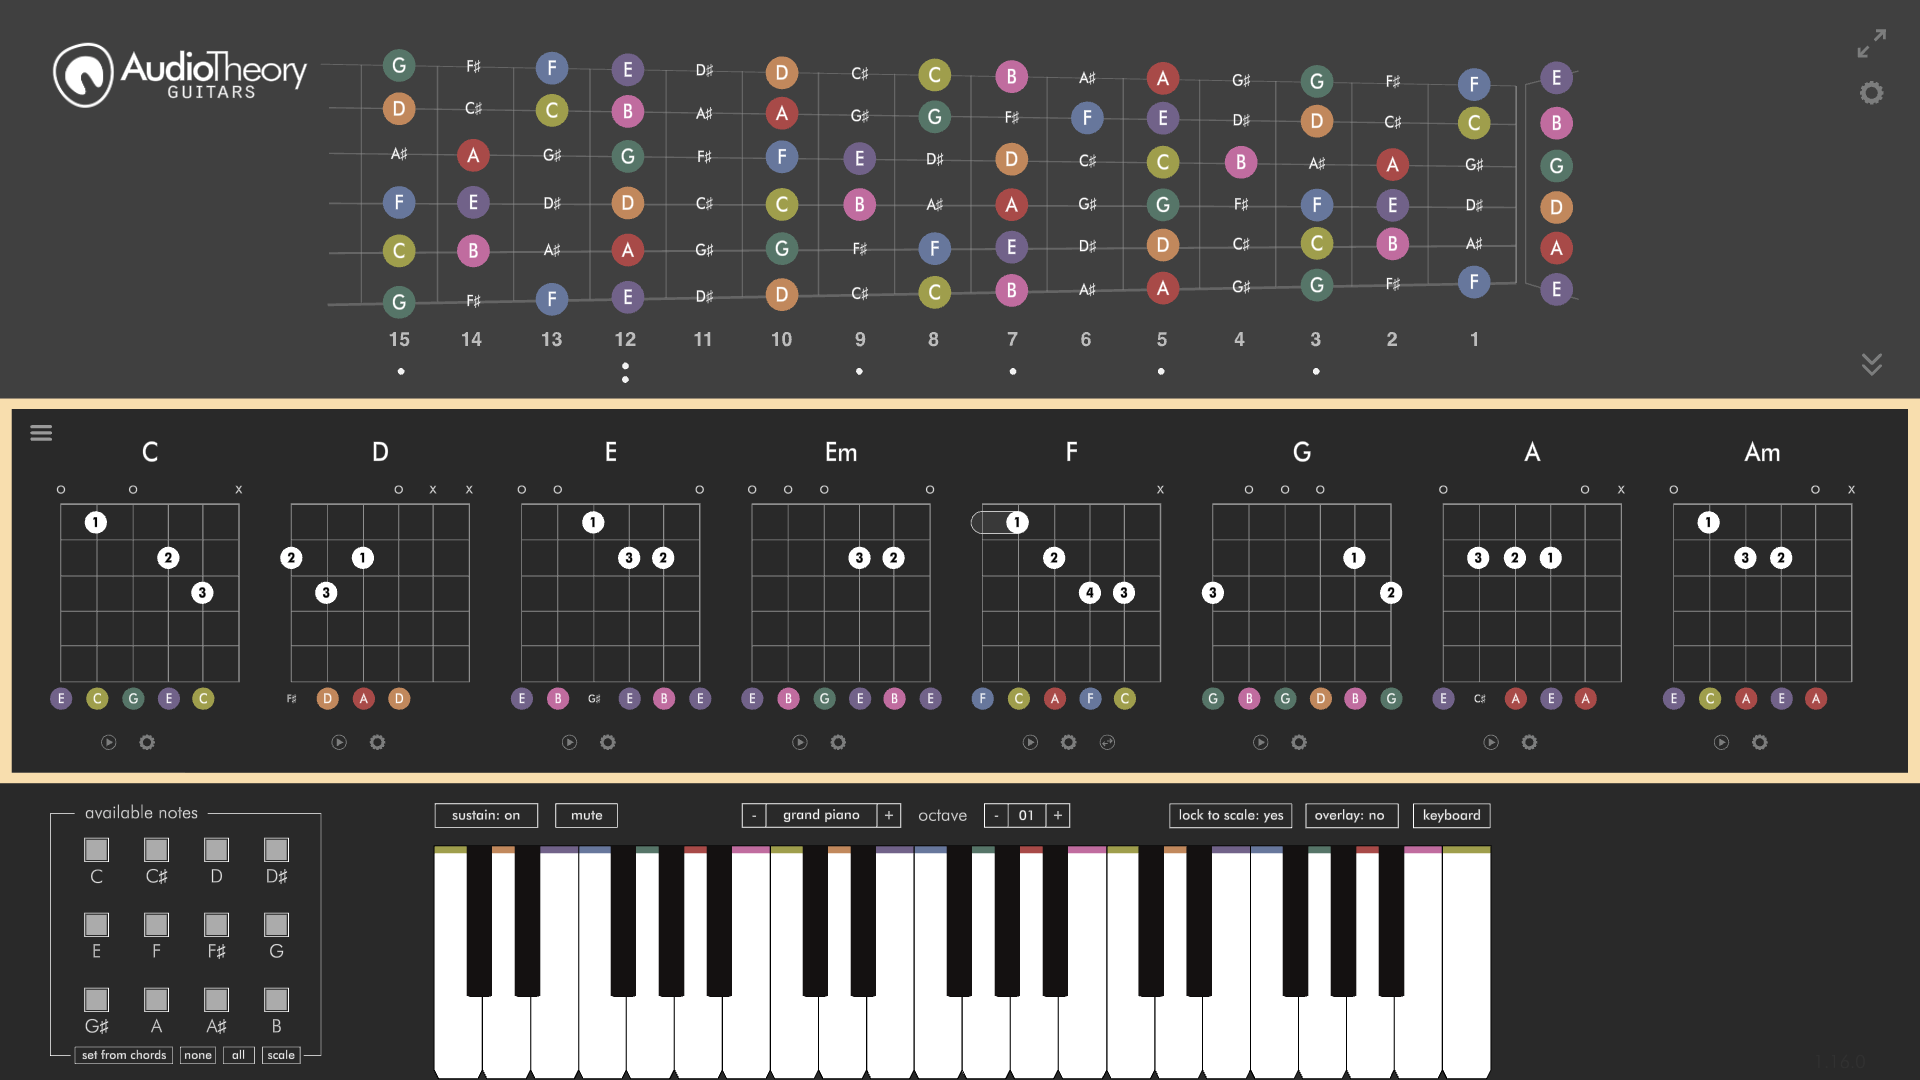 AudioTheory
GUITARS
G F♯ F E D♯ D C♯ C B A♯ A G♯ G F♯ F E
D C♯ C B A♯ A G♯ G F♯ F E D♯ D C♯ C B
A♯ A G♯ G F♯ F E D♯ D C♯ C B A♯ A G♯ G
F E D♯ D C♯ C B A♯ A G♯ G F♯ F E D♯ D
C B A♯ A G♯ G F♯ F E D♯ D C♯ C B A♯ A
G F♯ F E D♯ D C♯ C B A♯ A G♯ G F♯ F E
15 14 13 12 11 10 9 8 7 6 5 4 3 2 1
C D E Em F G A Am
o o x o x x o o o o o o o x o o o o o x o o x
1 1 1 1
2 2 1 3 2 3 2 2 1 3 2 1 3 2
3 3 4 3 3 2
E C G E C F♯ D A D E B G♯ E B E E B G E B E F C A F C G B G D B G E C♯ A E A E C A E A
available notes
C C♯ D D♯
E F F♯ G
G♯ A A♯ B
set from chords none all scale
sustain: on mute - grand piano + octave - 01 + lock to scale: yes overlay: no keyboard
1.16.0